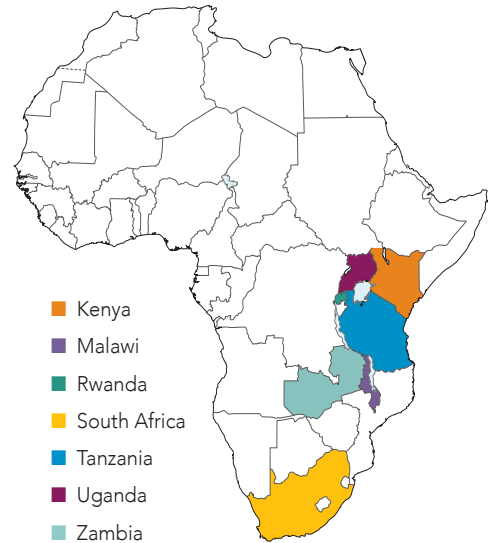 Kenya
Malawi
Rwanda
South Africa
Tanzania
Uganda
Zambia